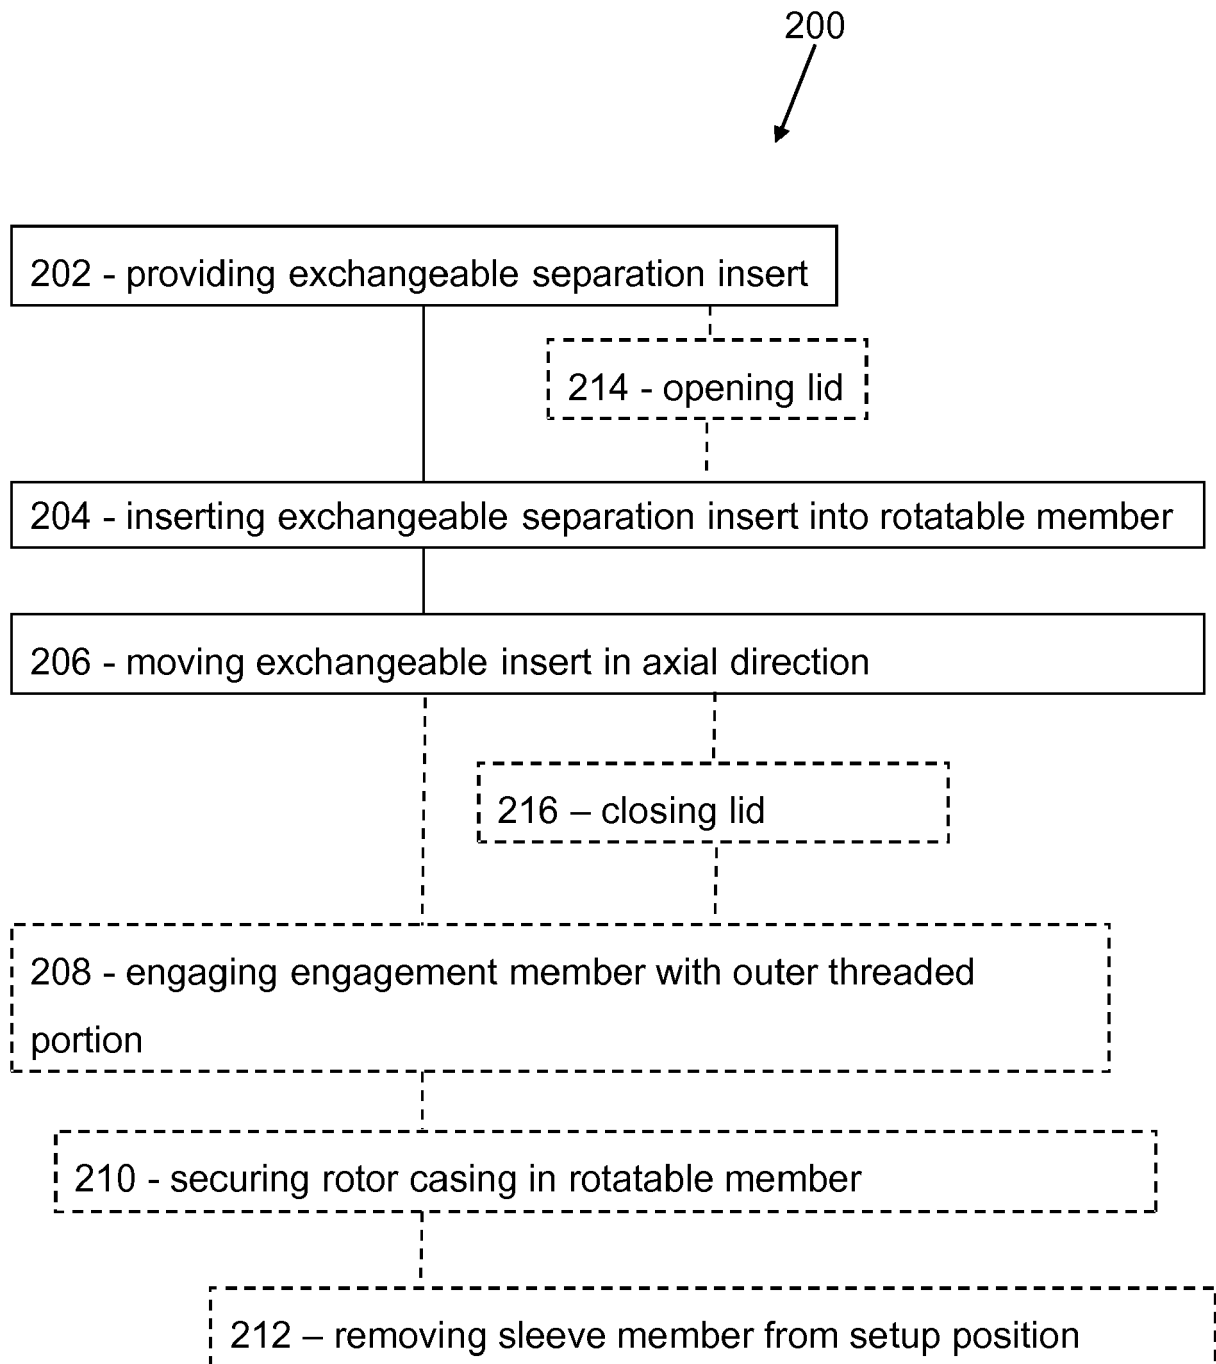 200
202 - providing exchangeable separation insert
214 - opening lid
204 - inserting exchangeable separation insert into rotatable member
206 - moving exchangeable insert in axial direction
216 – closing lid
208 - engaging engagement member with outer threaded
portion
210 - securing rotor casing in rotatable member
212 – removing sleeve member from setup position